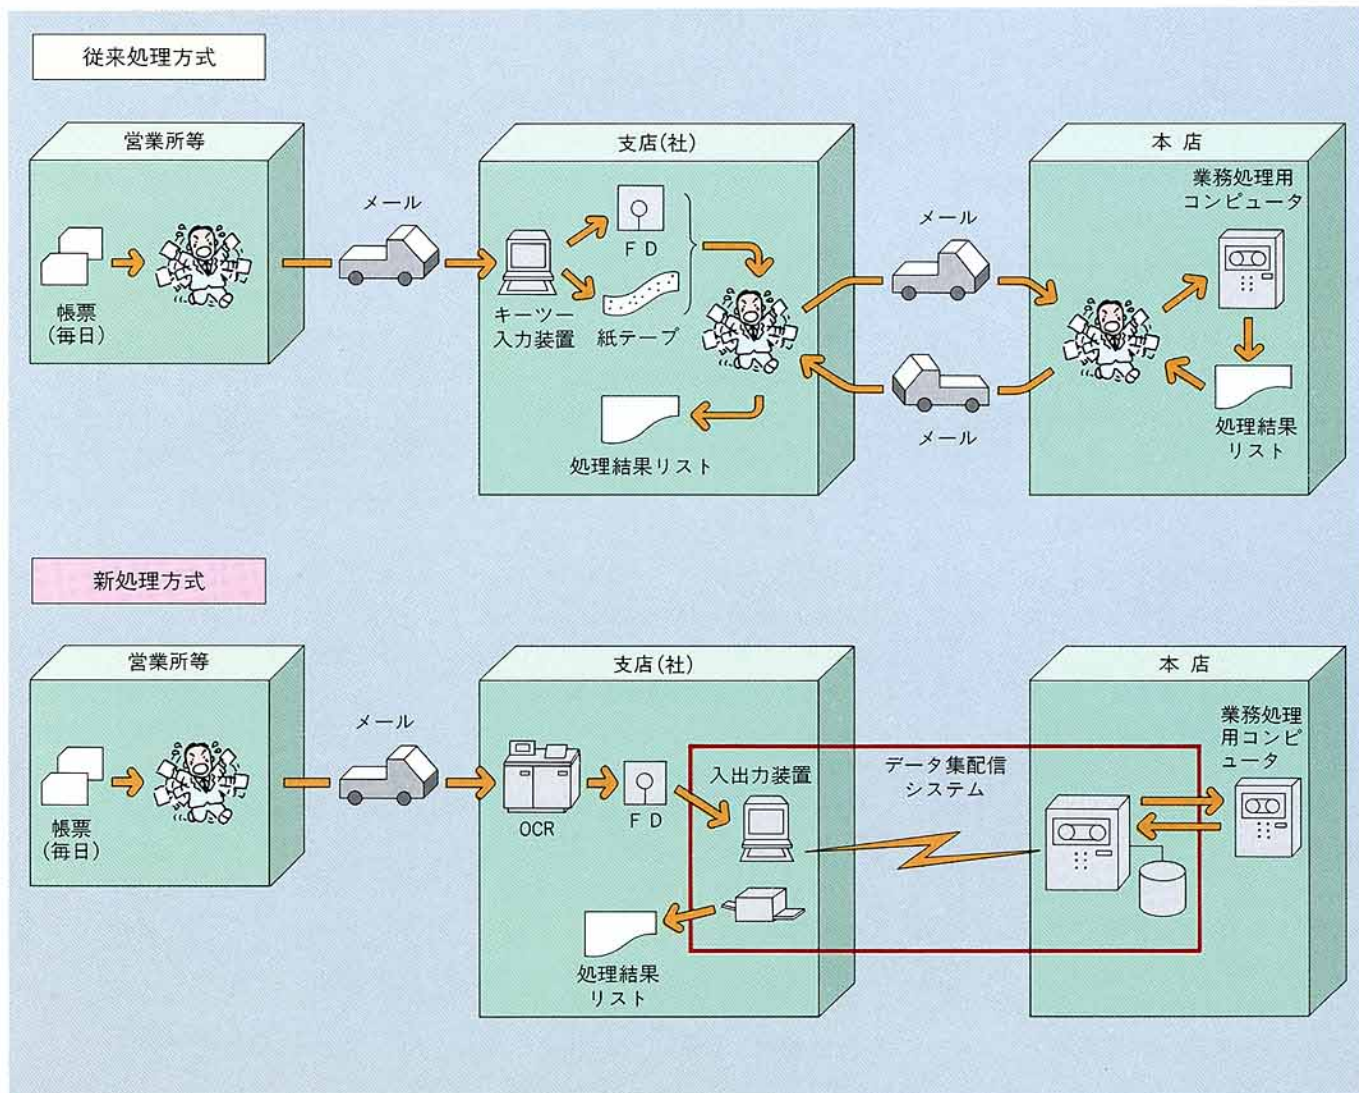 従来処理方式
営業所等
帳票
(毎日)
メール
支店(社)
キーツー
入力装置
ＦＤ
紙テープ
処理結果リスト
メール
メール
本店
業務処理用
コンピュータ
処理結果
リスト
新処理方式
営業所等
帳票
(毎日)
メール
支店(社)
OCR
ＦＤ
入出力装置
処理結果
リスト
データ集配信
システム
本店
業務処理
用コンピ
ュータ